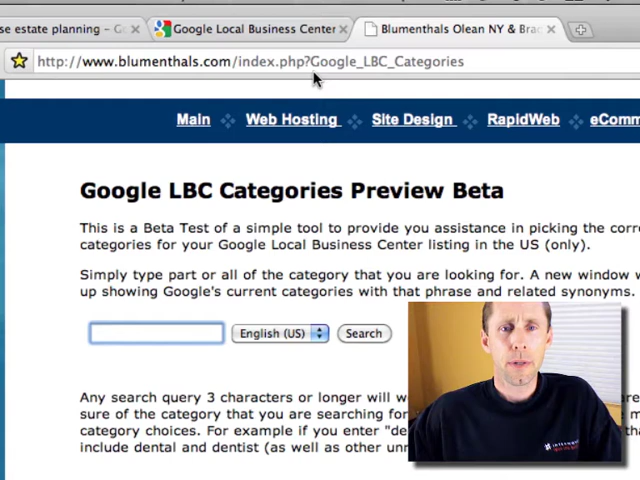 se estate planning - G
Google Local Business Center
Blumenthals Olean NY & Brad
http://www.blumenthals.com/index.php?Google_LBC_Categories
Main Web Hosting Site Design RapidWeb eComm
Google LBC Categories Preview Beta
This is a Beta Test of a simple tool to provide you assistance in picking the corre
categories for your Google Local Business Center listing in the US (only).
Simply type part or all of the category that you are looking for. A new window w
up showing Google's current categories with that phrase and related synonyms.
English (US) Search
Any search query 3 characters or longer will w
sure of the category that you are searching for
category choices. For example if you enter "de
include dental and dentist (as well as other unr